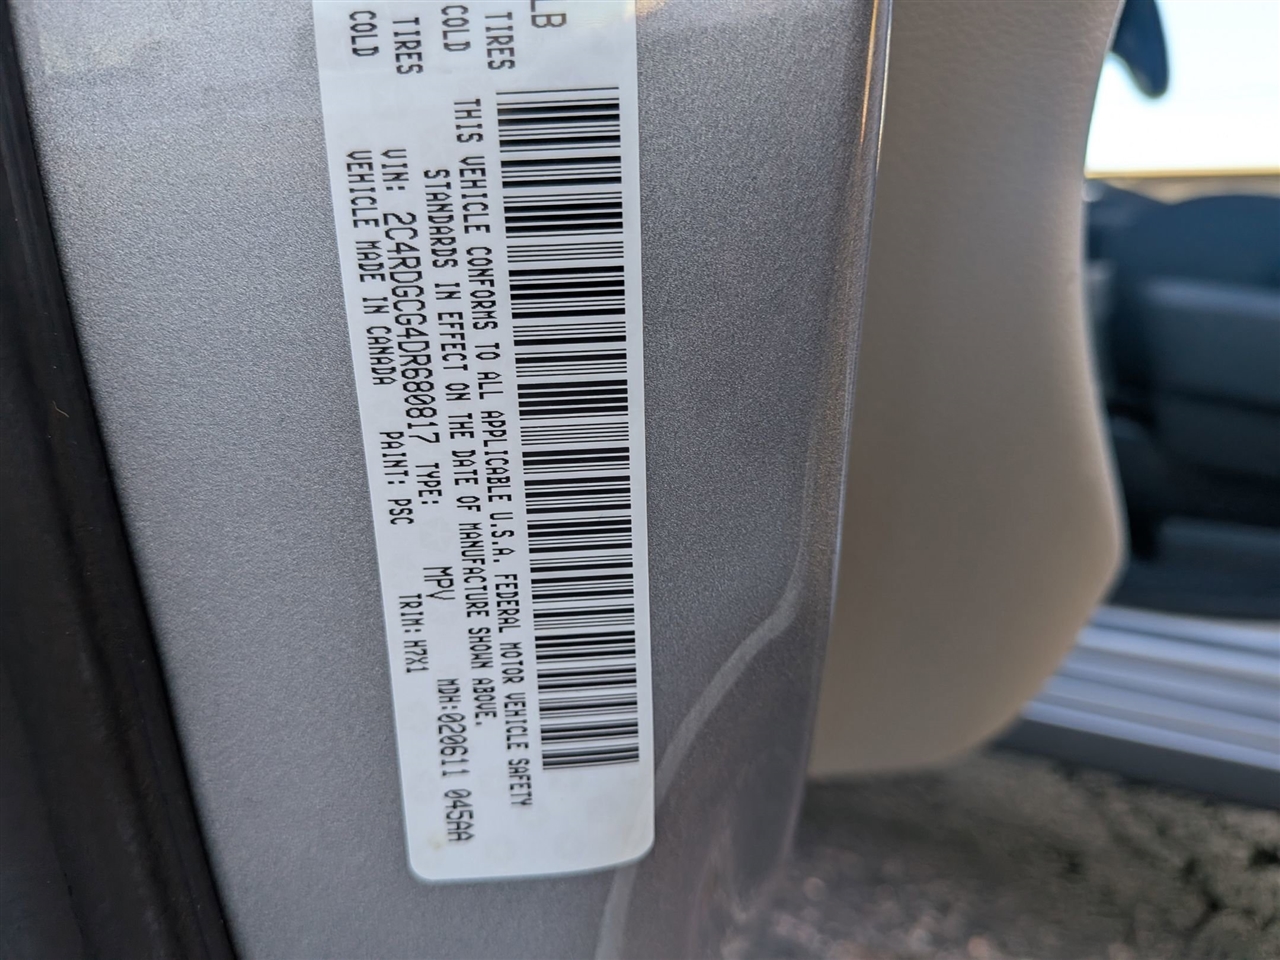 LB
TIRES COLD
TIRES COLD
THIS VEHICLE CONFORMS TO ALL APPLICABLE U.S.A. FEDERAL MOTOR VEHICLE SAFETY
STANDARDS IN EFFECT ON THE DATE OF MANUFACTURE SHOWN ABOVE.
VIN: 2C4RDGCG4DR680817 TYPE: MPV MDH:020611 045AA
VEHICLE MADE IN CANADA PAINT: PSC TRIM: H7X1